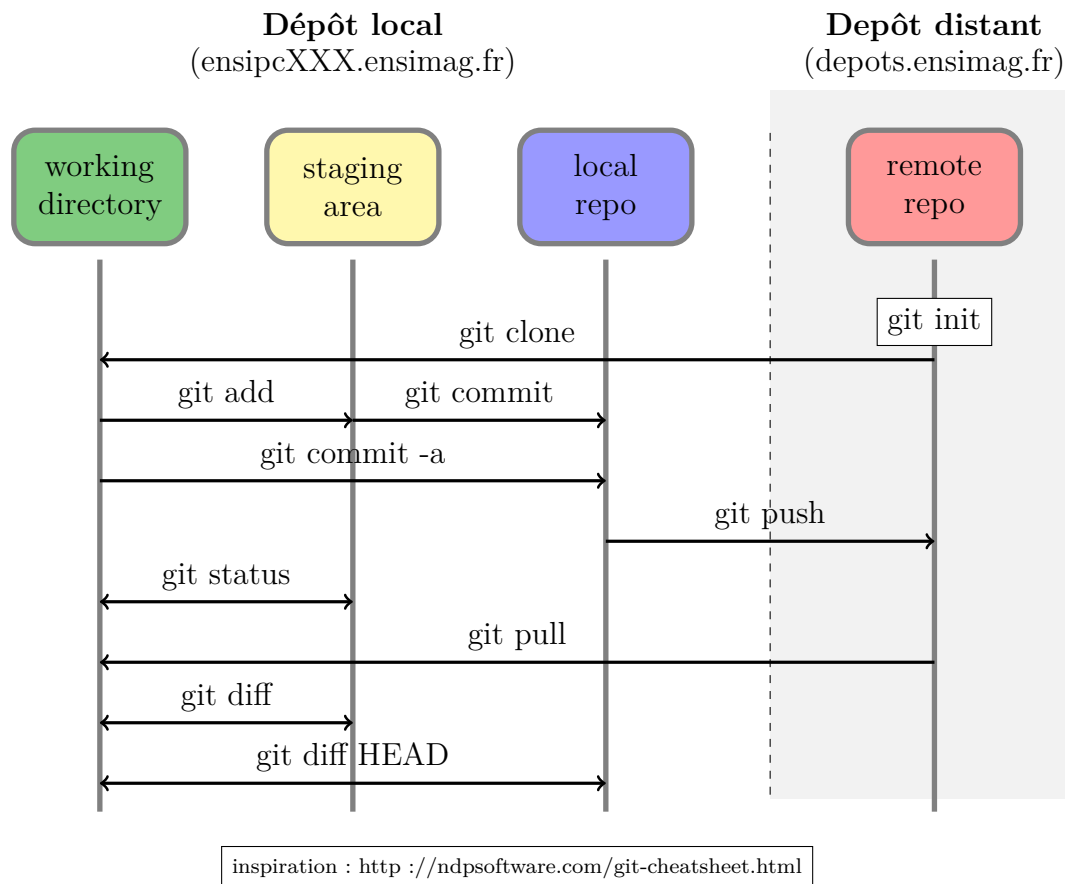 Dépôt local
(ensipcXXX.ensimag.fr)
Depôt distant
(depots.ensimag.fr)
working
directory
staging
area
local
repo
remote
repo
git init
git clone
git add
git commit
git commit -a
git push
git status
git pull
git diff
git diff HEAD
inspiration : http ://ndpsoftware.com/git-cheatsheet.html